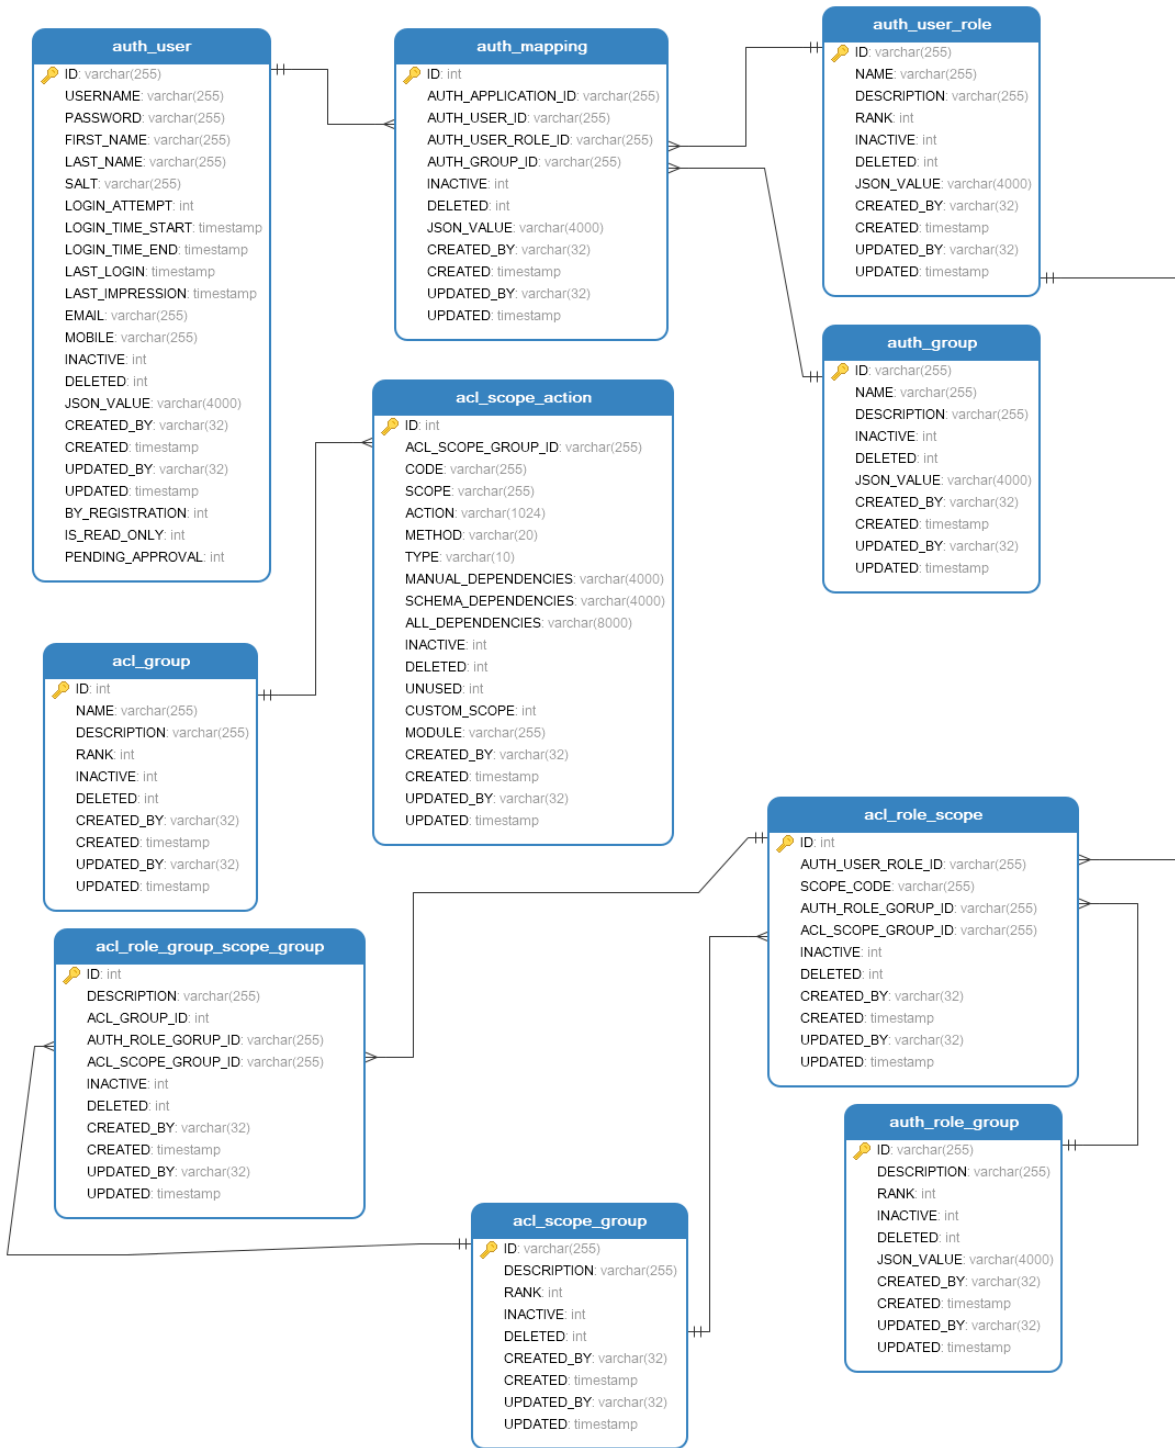 auth_user
ID: varchar(255)
USERNAME: varchar(255)
PASSWORD: varchar(255)
FIRST_NAME: varchar(255)
LAST_NAME: varchar(255)
SALT: varchar(255)
LOGIN_ATTEMPT: int
LOGIN_TIME_START: timestamp
LOGIN_TIME_END: timestamp
LAST_LOGIN: timestamp
LAST_IMPRESSION: timestamp
EMAIL: varchar(255)
MOBILE: varchar(255)
INACTIVE: int
DELETED: int
JSON_VALUE: varchar(4000)
CREATED_BY: varchar(32)
CREATED: timestamp
UPDATED_BY: varchar(32)
UPDATED: timestamp
BY_REGISTRATION: int
IS_READ_ONLY: int
PENDING_APPROVAL: int
auth_mapping
ID: int
AUTH_APPLICATION_ID: varchar(255)
AUTH_USER_ID: varchar(255)
AUTH_USER_ROLE_ID: varchar(255)
AUTH_GROUP_ID: varchar(255)
INACTIVE: int
DELETED: int
JSON_VALUE: varchar(4000)
CREATED_BY: varchar(32)
CREATED: timestamp
UPDATED_BY: varchar(32)
UPDATED: timestamp
auth_user_role
ID: varchar(255)
NAME: varchar(255)
DESCRIPTION: varchar(255)
RANK: int
INACTIVE: int
DELETED: int
JSON_VALUE: varchar(4000)
CREATED_BY: varchar(32)
CREATED: timestamp
UPDATED_BY: varchar(32)
UPDATED: timestamp
auth_group
ID: varchar(255)
NAME: varchar(255)
DESCRIPTION: varchar(255)
INACTIVE: int
DELETED: int
JSON_VALUE: varchar(4000)
CREATED_BY: varchar(32)
CREATED: timestamp
UPDATED_BY: varchar(32)
UPDATED: timestamp
acl_scope_action
ID: int
ACL_SCOPE_GROUP_ID: varchar(255)
CODE: varchar(255)
SCOPE: varchar(255)
ACTION: varchar(1024)
METHOD: varchar(20)
TYPE: varchar(10)
MANUAL_DEPENDENCIES: varchar(4000)
SCHEMA_DEPENDENCIES: varchar(4000)
ALL_DEPENDENCIES: varchar(8000)
INACTIVE: int
DELETED: int
UNUSED: int
CUSTOM_SCOPE: int
MODULE: varchar(255)
CREATED_BY: varchar(32)
CREATED: timestamp
UPDATED_BY: varchar(32)
UPDATED: timestamp
acl_group
ID: int
NAME: varchar(255)
DESCRIPTION: varchar(255)
RANK: int
INACTIVE: int
DELETED: int
CREATED_BY: varchar(32)
CREATED: timestamp
UPDATED_BY: varchar(32)
UPDATED: timestamp
acl_role_scope
ID: int
AUTH_USER_ROLE_ID: varchar(255)
SCOPE_CODE: varchar(255)
AUTH_ROLE_GORUP_ID: varchar(255)
ACL_SCOPE_GROUP_ID: varchar(255)
INACTIVE: int
DELETED: int
CREATED_BY: varchar(32)
CREATED: timestamp
UPDATED_BY: varchar(32)
UPDATED: timestamp
acl_role_group_scope_group
ID: int
DESCRIPTION: varchar(255)
ACL_GROUP_ID: int
AUTH_ROLE_GORUP_ID: varchar(255)
ACL_SCOPE_GROUP_ID: varchar(255)
INACTIVE: int
DELETED: int
CREATED_BY: varchar(32)
CREATED: timestamp
UPDATED_BY: varchar(32)
UPDATED: timestamp
auth_role_group
ID: varchar(255)
DESCRIPTION: varchar(255)
RANK: int
INACTIVE: int
DELETED: int
JSON_VALUE: varchar(4000)
CREATED_BY: varchar(32)
CREATED: timestamp
UPDATED_BY: varchar(32)
UPDATED: timestamp
acl_scope_group
ID: varchar(255)
DESCRIPTION: varchar(255)
RANK: int
INACTIVE: int
DELETED: int
CREATED_BY: varchar(32)
CREATED: timestamp
UPDATED_BY: varchar(32)
UPDATED: timestamp